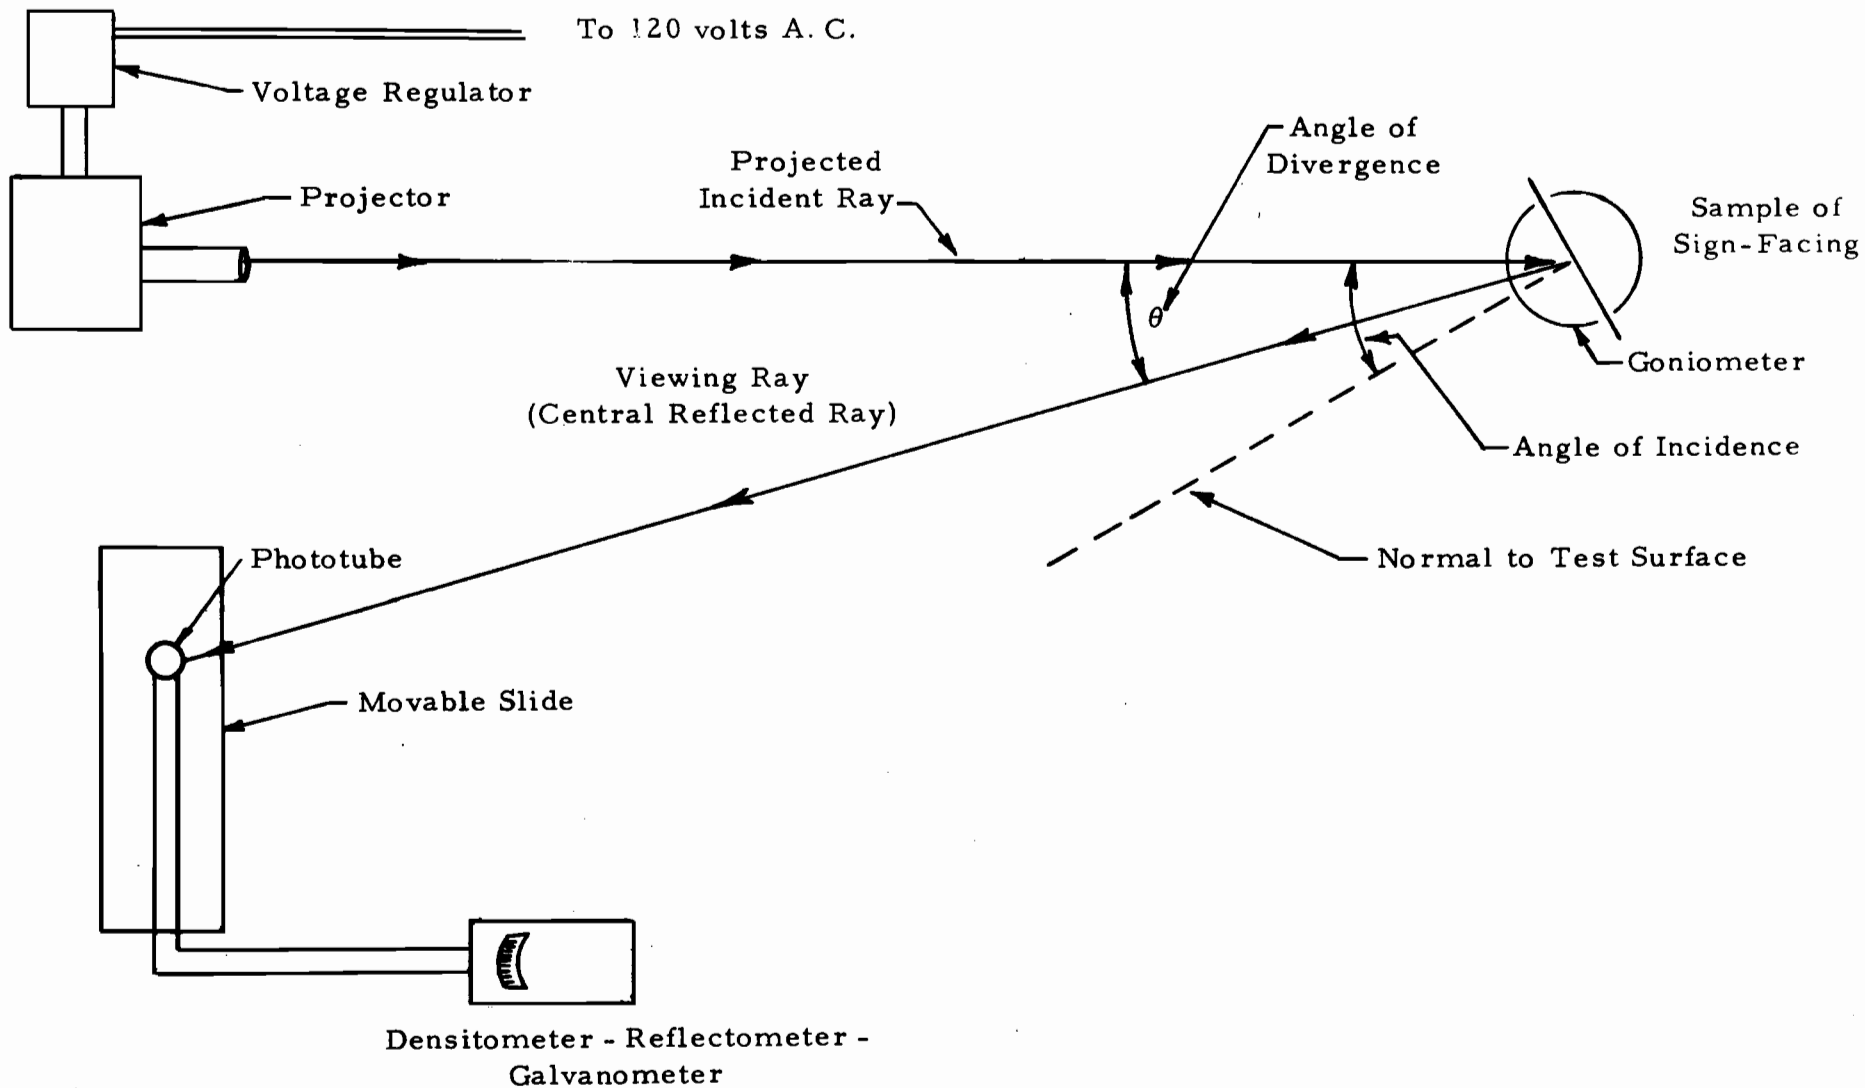 To 120 volts A. C.
Voltage Regulator
Angle of
Divergence
Projected
Incident Ray
Projector
Sample of
Sign-Facing
θ
Goniometer
Viewing Ray
(Central Reflected Ray)
Angle of Incidence
Phototube
Normal to Test Surface
Movable Slide
Densitometer - Reflectometer -
Galvanometer